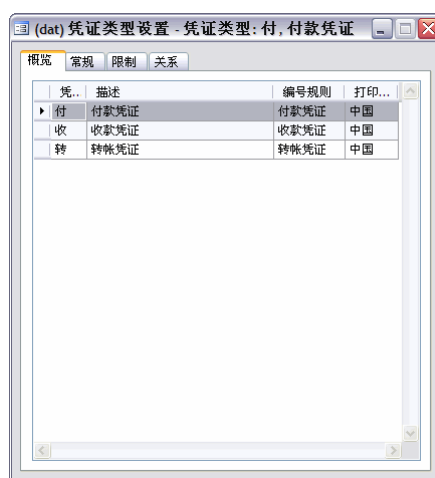 (dat) 凭证类型设置 - 凭证类型: 付, 付款凭证
概览 常规 限制 关系
凭... 描述 编号规则 打印...
付 付款凭证 付款凭证 中国
收 收款凭证 收款凭证 中国
转 转帐凭证 转帐凭证 中国